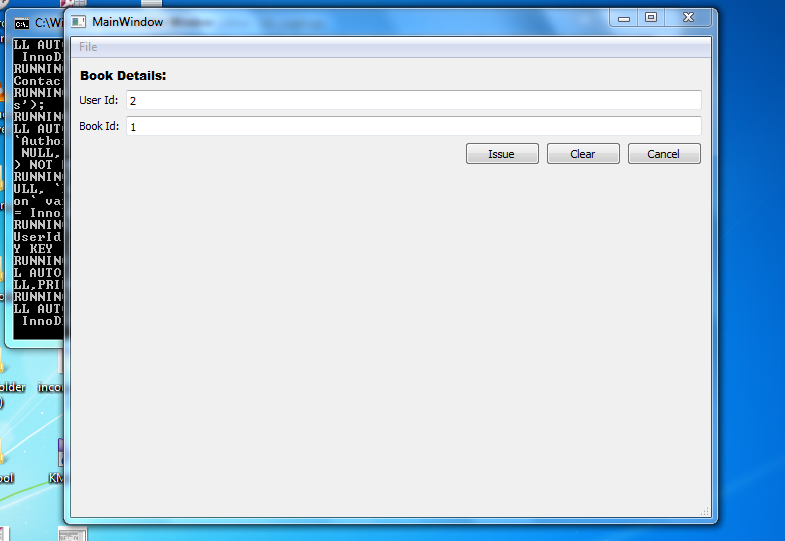 C:\Wi
MainWindow
File
Book Details:
User Id: 2
Book Id: 1
Issue Clear Cancel
LL AUT
InnoD
RUNNING
Contac
RUNNING
s');
RUNNING
LL AUT
`Autho
NULL,
) NOT
RUNNING
ULL, `
on` va
= Inno
RUNNING
UserId
Y KEY
RUNNING
L AUTO
LL,PRI
RUNNING
LL AUT
InnoD
older
incon
)
ool
KM